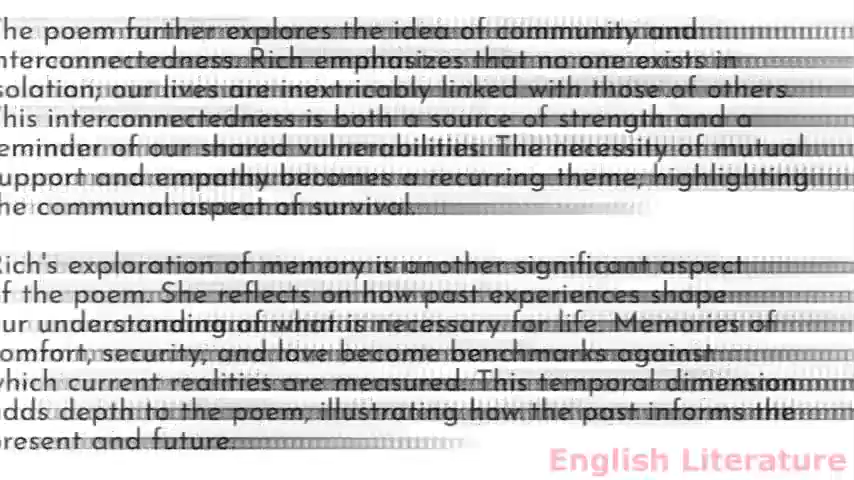 he poem further explores the idea of community and
nterconnectedness. Rich emphasizes that no one exists in
solation; our lives are inextricably linked with those of others.
his interconnectedness is both a source of strength and a
eminder of our shared vulnerabilities. The necessity of mutual
upport and empathy becomes a recurring theme, highlighting
he communal aspect of survival.
Rich's exploration of memory is another significant aspect
f the poem. She reflects on how past experiences shape
ur understanding of what is necessary for life. Memories of
omfort, security, and love become benchmarks against
which current realities are measured. This temporal dimension
adds depth to the poem, illustrating how the past informs the
present and future.
English Literature